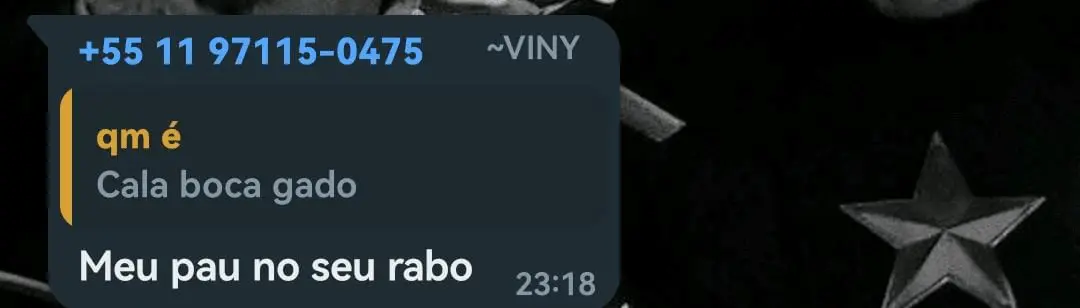 +55 11 97115-0475 ~VINY
qm é
Cala boca gado
Meu pau no seu rabo
23:18